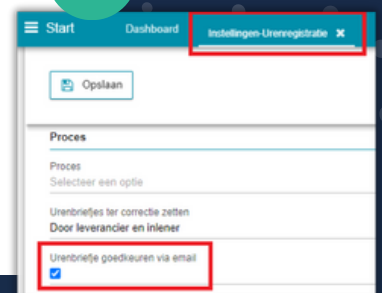 Start Dashboard Instellingen-Urenregistratie
Opslaan
Proces
Proces
Selecteer een optie
Urenbriefjes ter correctie zetten
Door leverancier en inlener
Urenbriefje goedkeuren via email